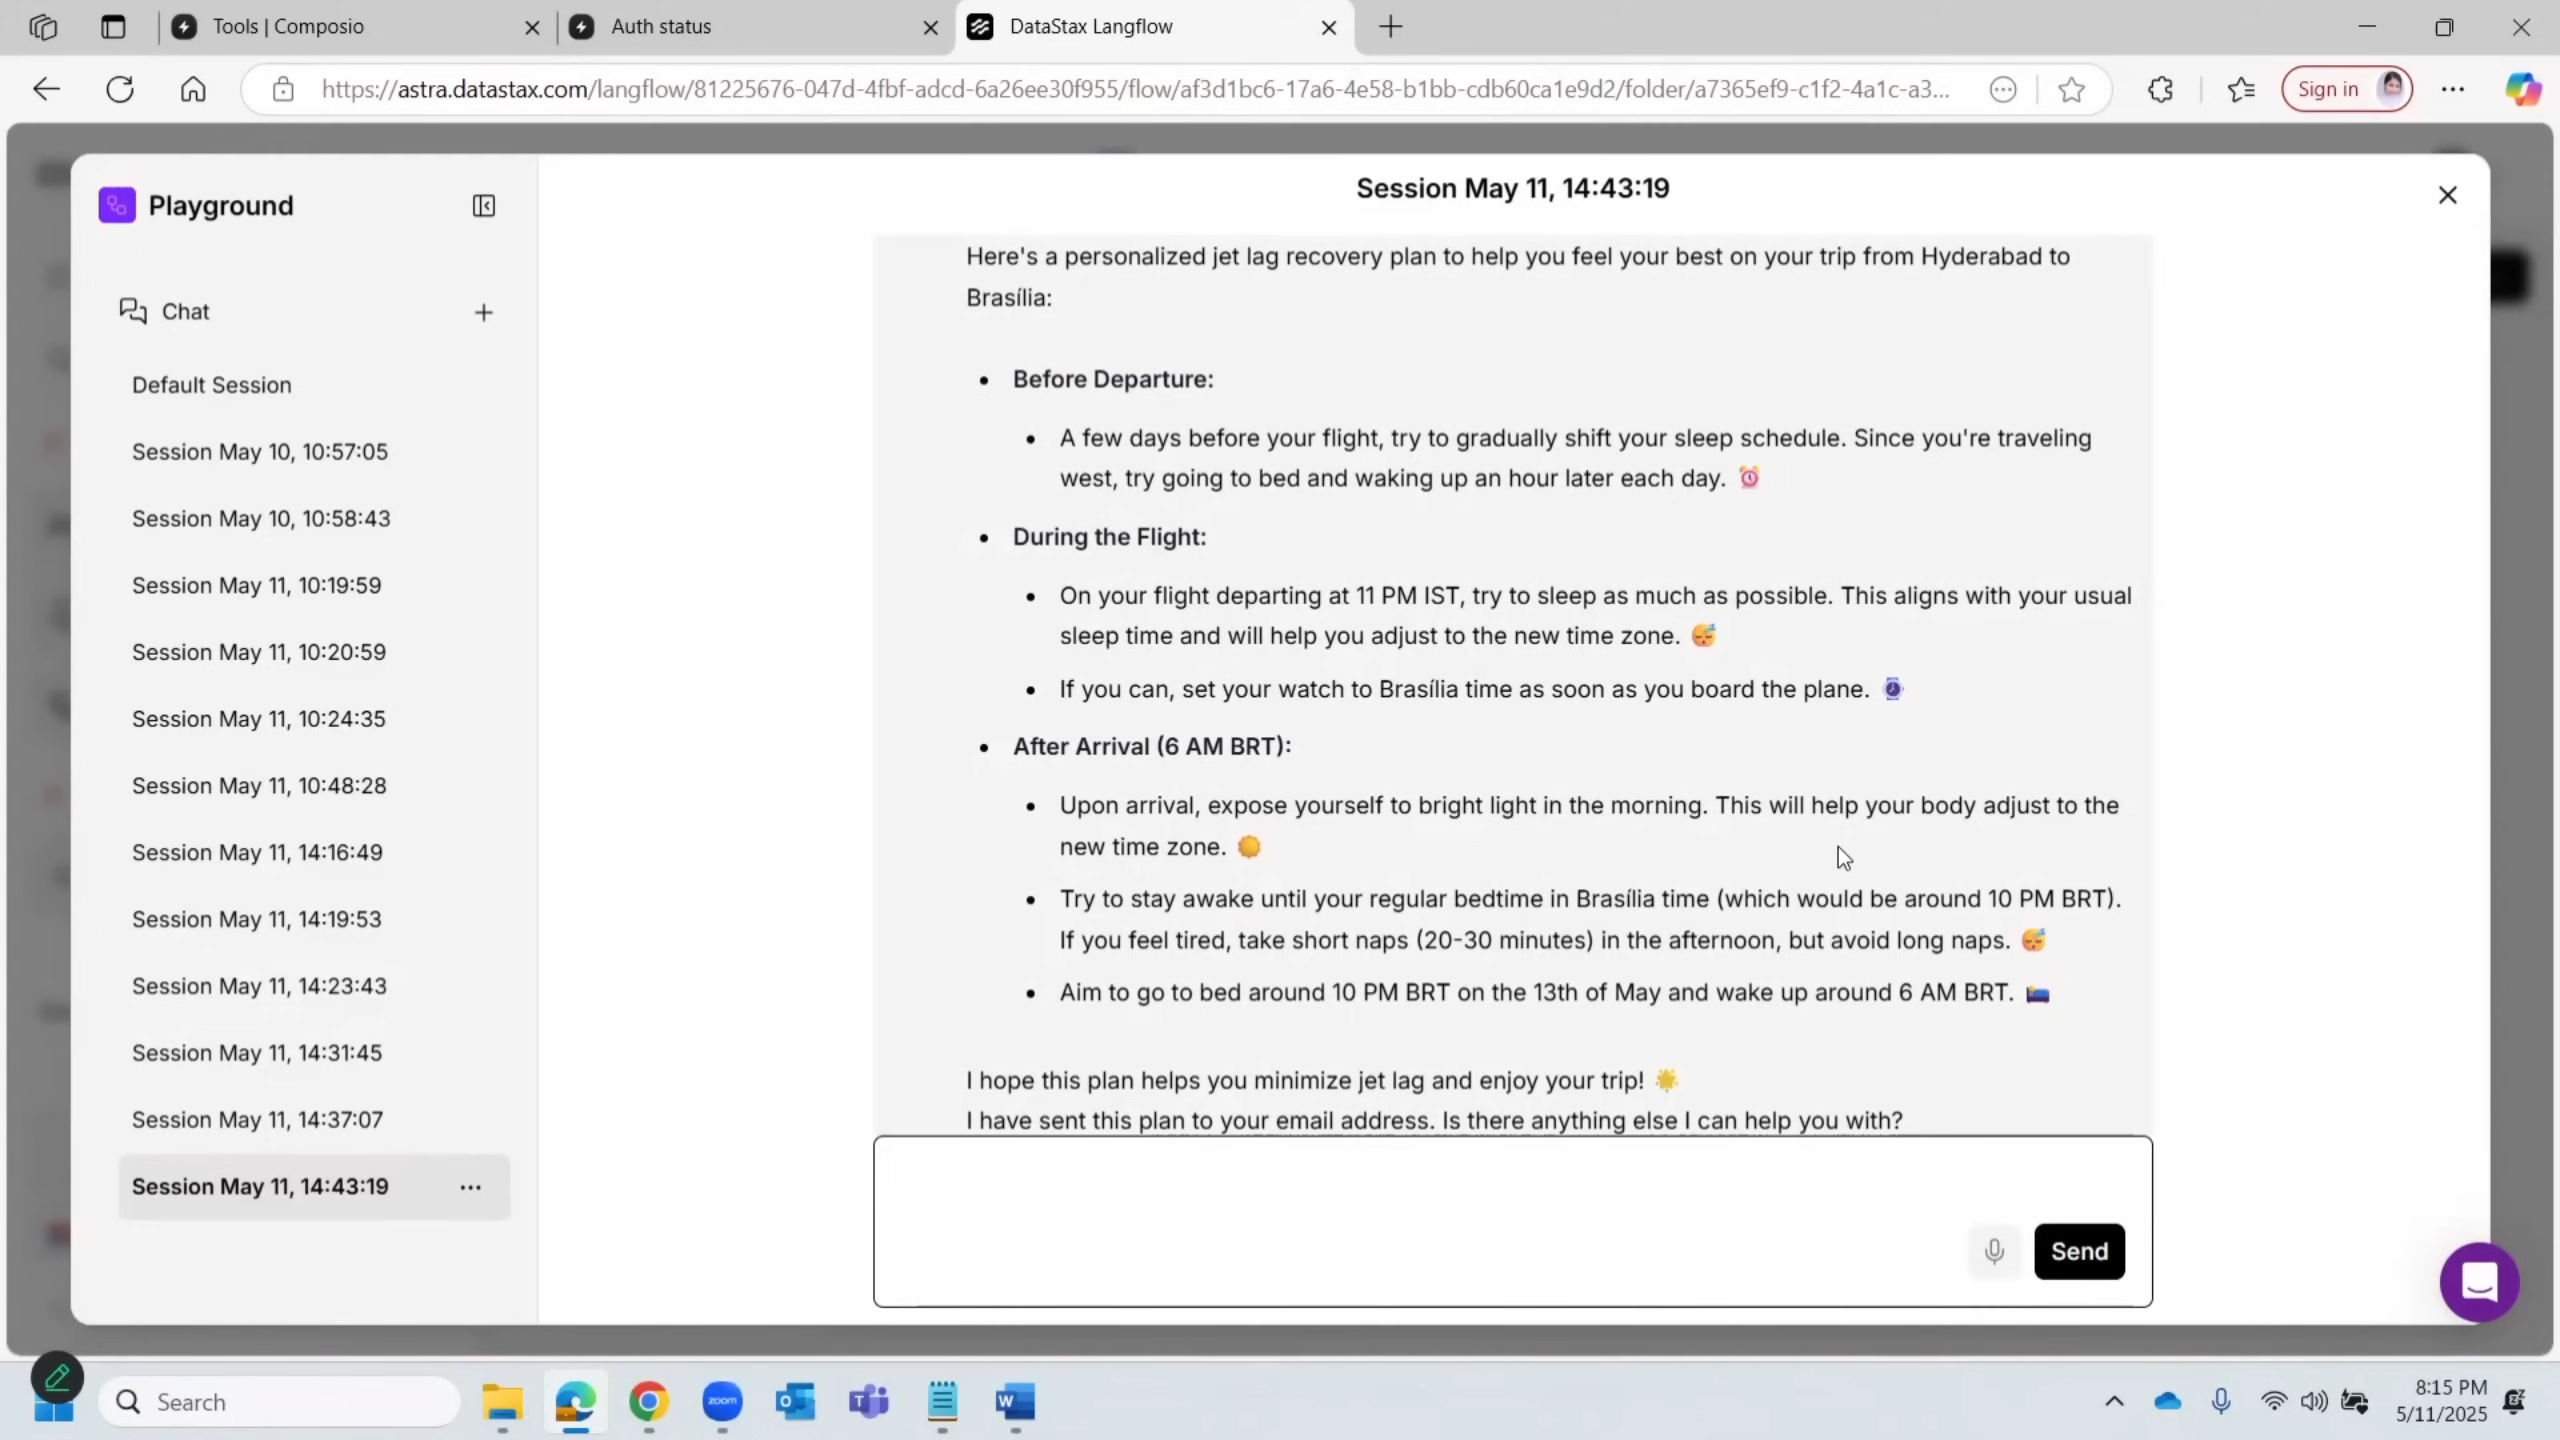 Tools | Composio
Auth status
DataStax Langflow
https://astra.datastax.com/langflow/81225676-047d-4fbf-adcd-6a26ee30f955/flow/af3d1bc6-17a6-4e58-b1bb-cdb60ca1e9d2/folder/a7365ef9-c1f2-4a1c-a3...
Sign in
Playground
Chat
Default Session
Session May 10, 10:57:05
Session May 10, 10:58:43
Session May 11, 10:19:59
Session May 11, 10:20:59
Session May 11, 10:24:35
Session May 11, 10:48:28
Session May 11, 14:16:49
Session May 11, 14:19:53
Session May 11, 14:23:43
Session May 11, 14:31:45
Session May 11, 14:37:07
Session May 11, 14:43:19
Session May 11, 14:43:19
Here's a personalized jet lag recovery plan to help you feel your best on your trip from Hyderabad to
Brasília:
• Before Departure:
• A few days before your flight, try to gradually shift your sleep schedule. Since you're traveling
west, try going to bed and waking up an hour later each day. ⏰
• During the Flight:
• On your flight departing at 11 PM IST, try to sleep as much as possible. This aligns with your usual
sleep time and will help you adjust to the new time zone. 😴
• If you can, set your watch to Brasília time as soon as you board the plane. ⌚
• After Arrival (6 AM BRT):
• Upon arrival, expose yourself to bright light in the morning. This will help your body adjust to the
new time zone. ☀️
• Try to stay awake until your regular bedtime in Brasília time (which would be around 10 PM BRT).
If you feel tired, take short naps (20-30 minutes) in the afternoon, but avoid long naps. 😴
• Aim to go to bed around 10 PM BRT on the 13th of May and wake up around 6 AM BRT. 🛌
I hope this plan helps you minimize jet lag and enjoy your trip! 🌟
I have sent this plan to your email address. Is there anything else I can help you with?
Send
Search
zoom
8:15 PM
5/11/2025